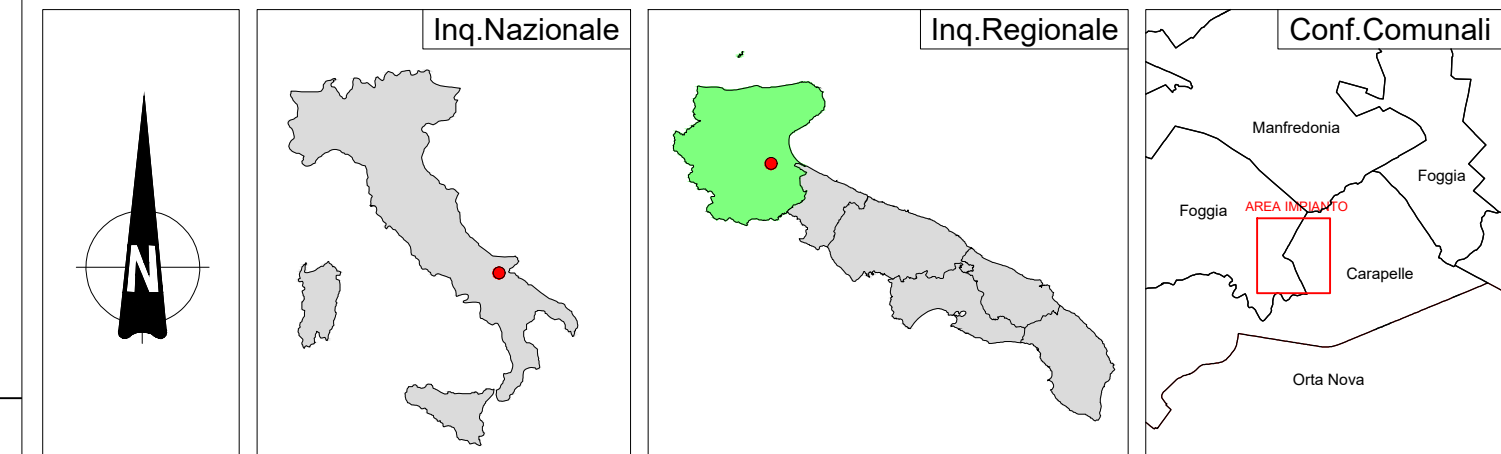 N
Inq.Nazionale
Inq.Regionale
Conf.Comunali
Manfredonia
Foggia
Foggia
AREA IMPIANTO
Carapelle
Orta Nova